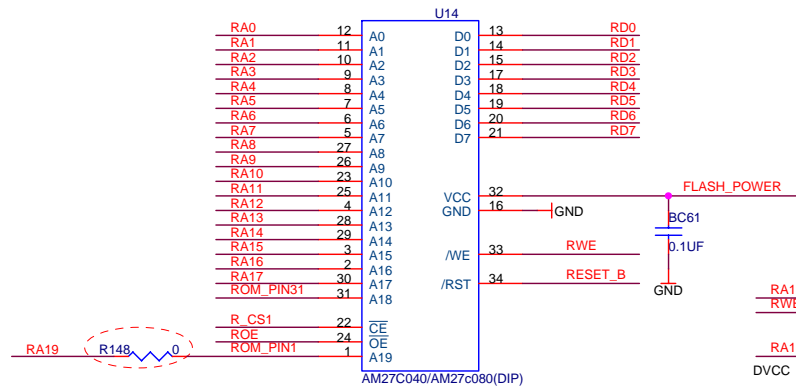 U14
RA0 12 A0 D0 13 RD0
RA1 11 A1 D1 14 RD1
RA2 10 A2 D2 15 RD2
RA3 9 A3 D3 17 RD3
RA4 8 A4 D4 18 RD4
RA5 7 A5 D5 19 RD5
RA6 6 A6 D6 20 RD6
RA7 5 A7 D7 21 RD7
RA8 27 A8
RA9 26 A9
RA10 23 A10
RA11 25 A11 VCC 32 FLASH_POWER
RA12 4 A12 GND 16 GND
RA13 28 A13 BC61
RA14 29 A14
RA15 3 A15 /WE 33 RWE 0.1UF
RA16 2 A16
RA17 30 A17 /RST 34 RESET_B GND
ROM_PIN31 31 A18 RA1
RWE
R_CS1 22 CE
ROE 24 OE
RA19 R148 0 ROM_PIN1 1 A19 RA1
DVCC
AM27C040/AM27c080(DIP)